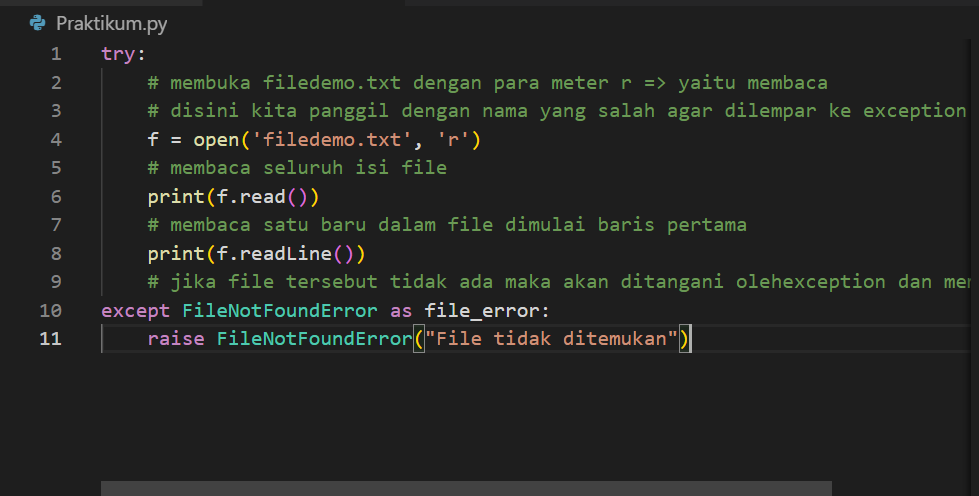 Praktikum.py
1 try:
2 # membuka filedemo.txt dengan para meter r => yaitu membaca
3 # disini kita panggil dengan nama yang salah agar dilempar ke exception
4 f = open('filedemo.txt', 'r')
5 # membaca seluruh isi file
6 print(f.read())
7 # membaca satu baru dalam file dimulai baris pertama
8 print(f.readLine())
9 # jika file tersebut tidak ada maka akan ditangani olehexception dan
10 except FileNotFoundError as file_error:
11 raise FileNotFoundError("File tidak ditemukan")